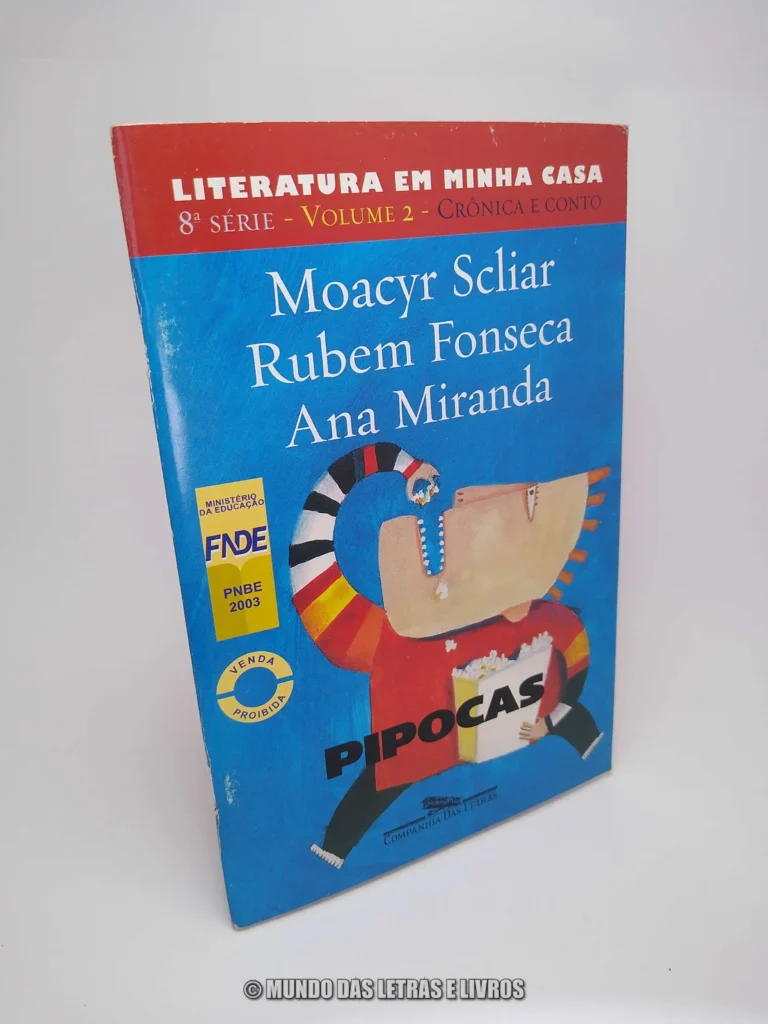 LITERATURA EM MINHA CASA
8ª SÉRIE - VOLUME 2 - CRÔNICA E CONTO
Moacyr Scliar
Rubem Fonseca
Ana Miranda
MINISTÉRIO
DA EDUCAÇÃO
FNDE
PNBE
2003
VENDA
PROIBIDA
PIPOCAS
COMPANHIA DAS LETRAS
© MUNDO DAS LETRAS E LIVROS